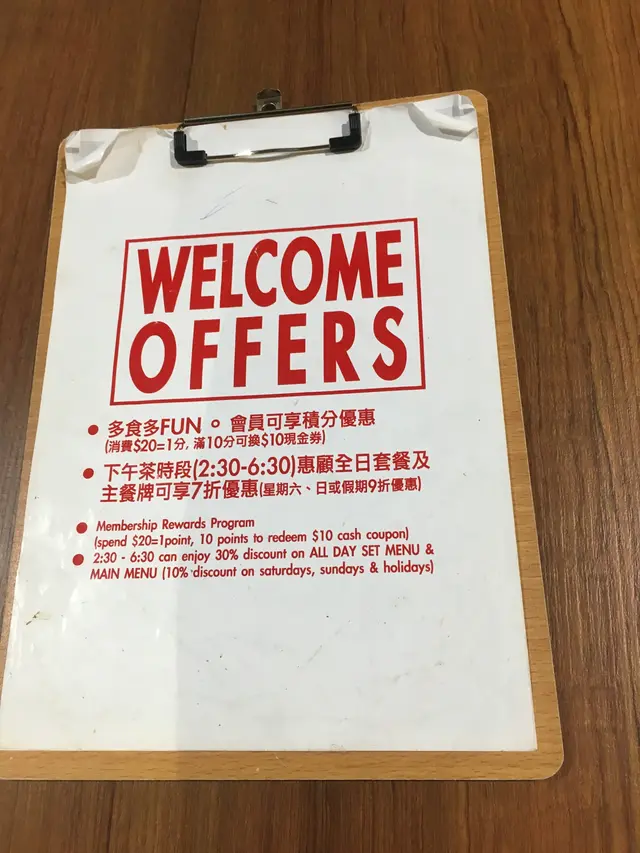 WELCOME
OFFERS
● 多食多FUN 。 會員可享積分優惠
(消費$20=1分, 滿10分可換$10現金券)
● 下午茶時段(2:30-6:30)惠顧全日套餐及
主餐牌可享7折優惠(星期六、日或假期9折優惠)
● Membership Rewards Program
(spend $20=1point, 10 points to redeem $10 cash coupon)
● 2:30 - 6:30 can enjoy 30% discount on ALL DAY SET MENU &
MAIN MENU (10% discount on saturdays, sundays & holidays)